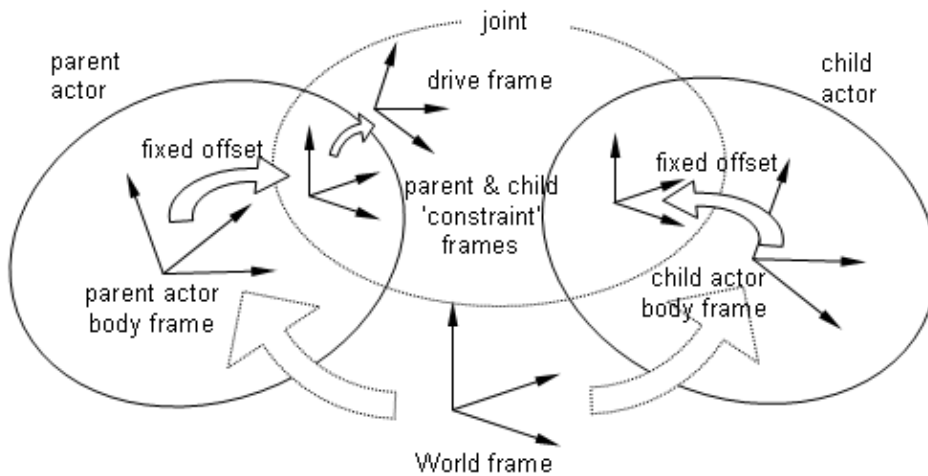 joint
parent
actor
drive frame
child
actor
fixed offset
fixed offset
parent & child
'constraint'
frames
parent actor
body frame
child actor
body frame
World frame